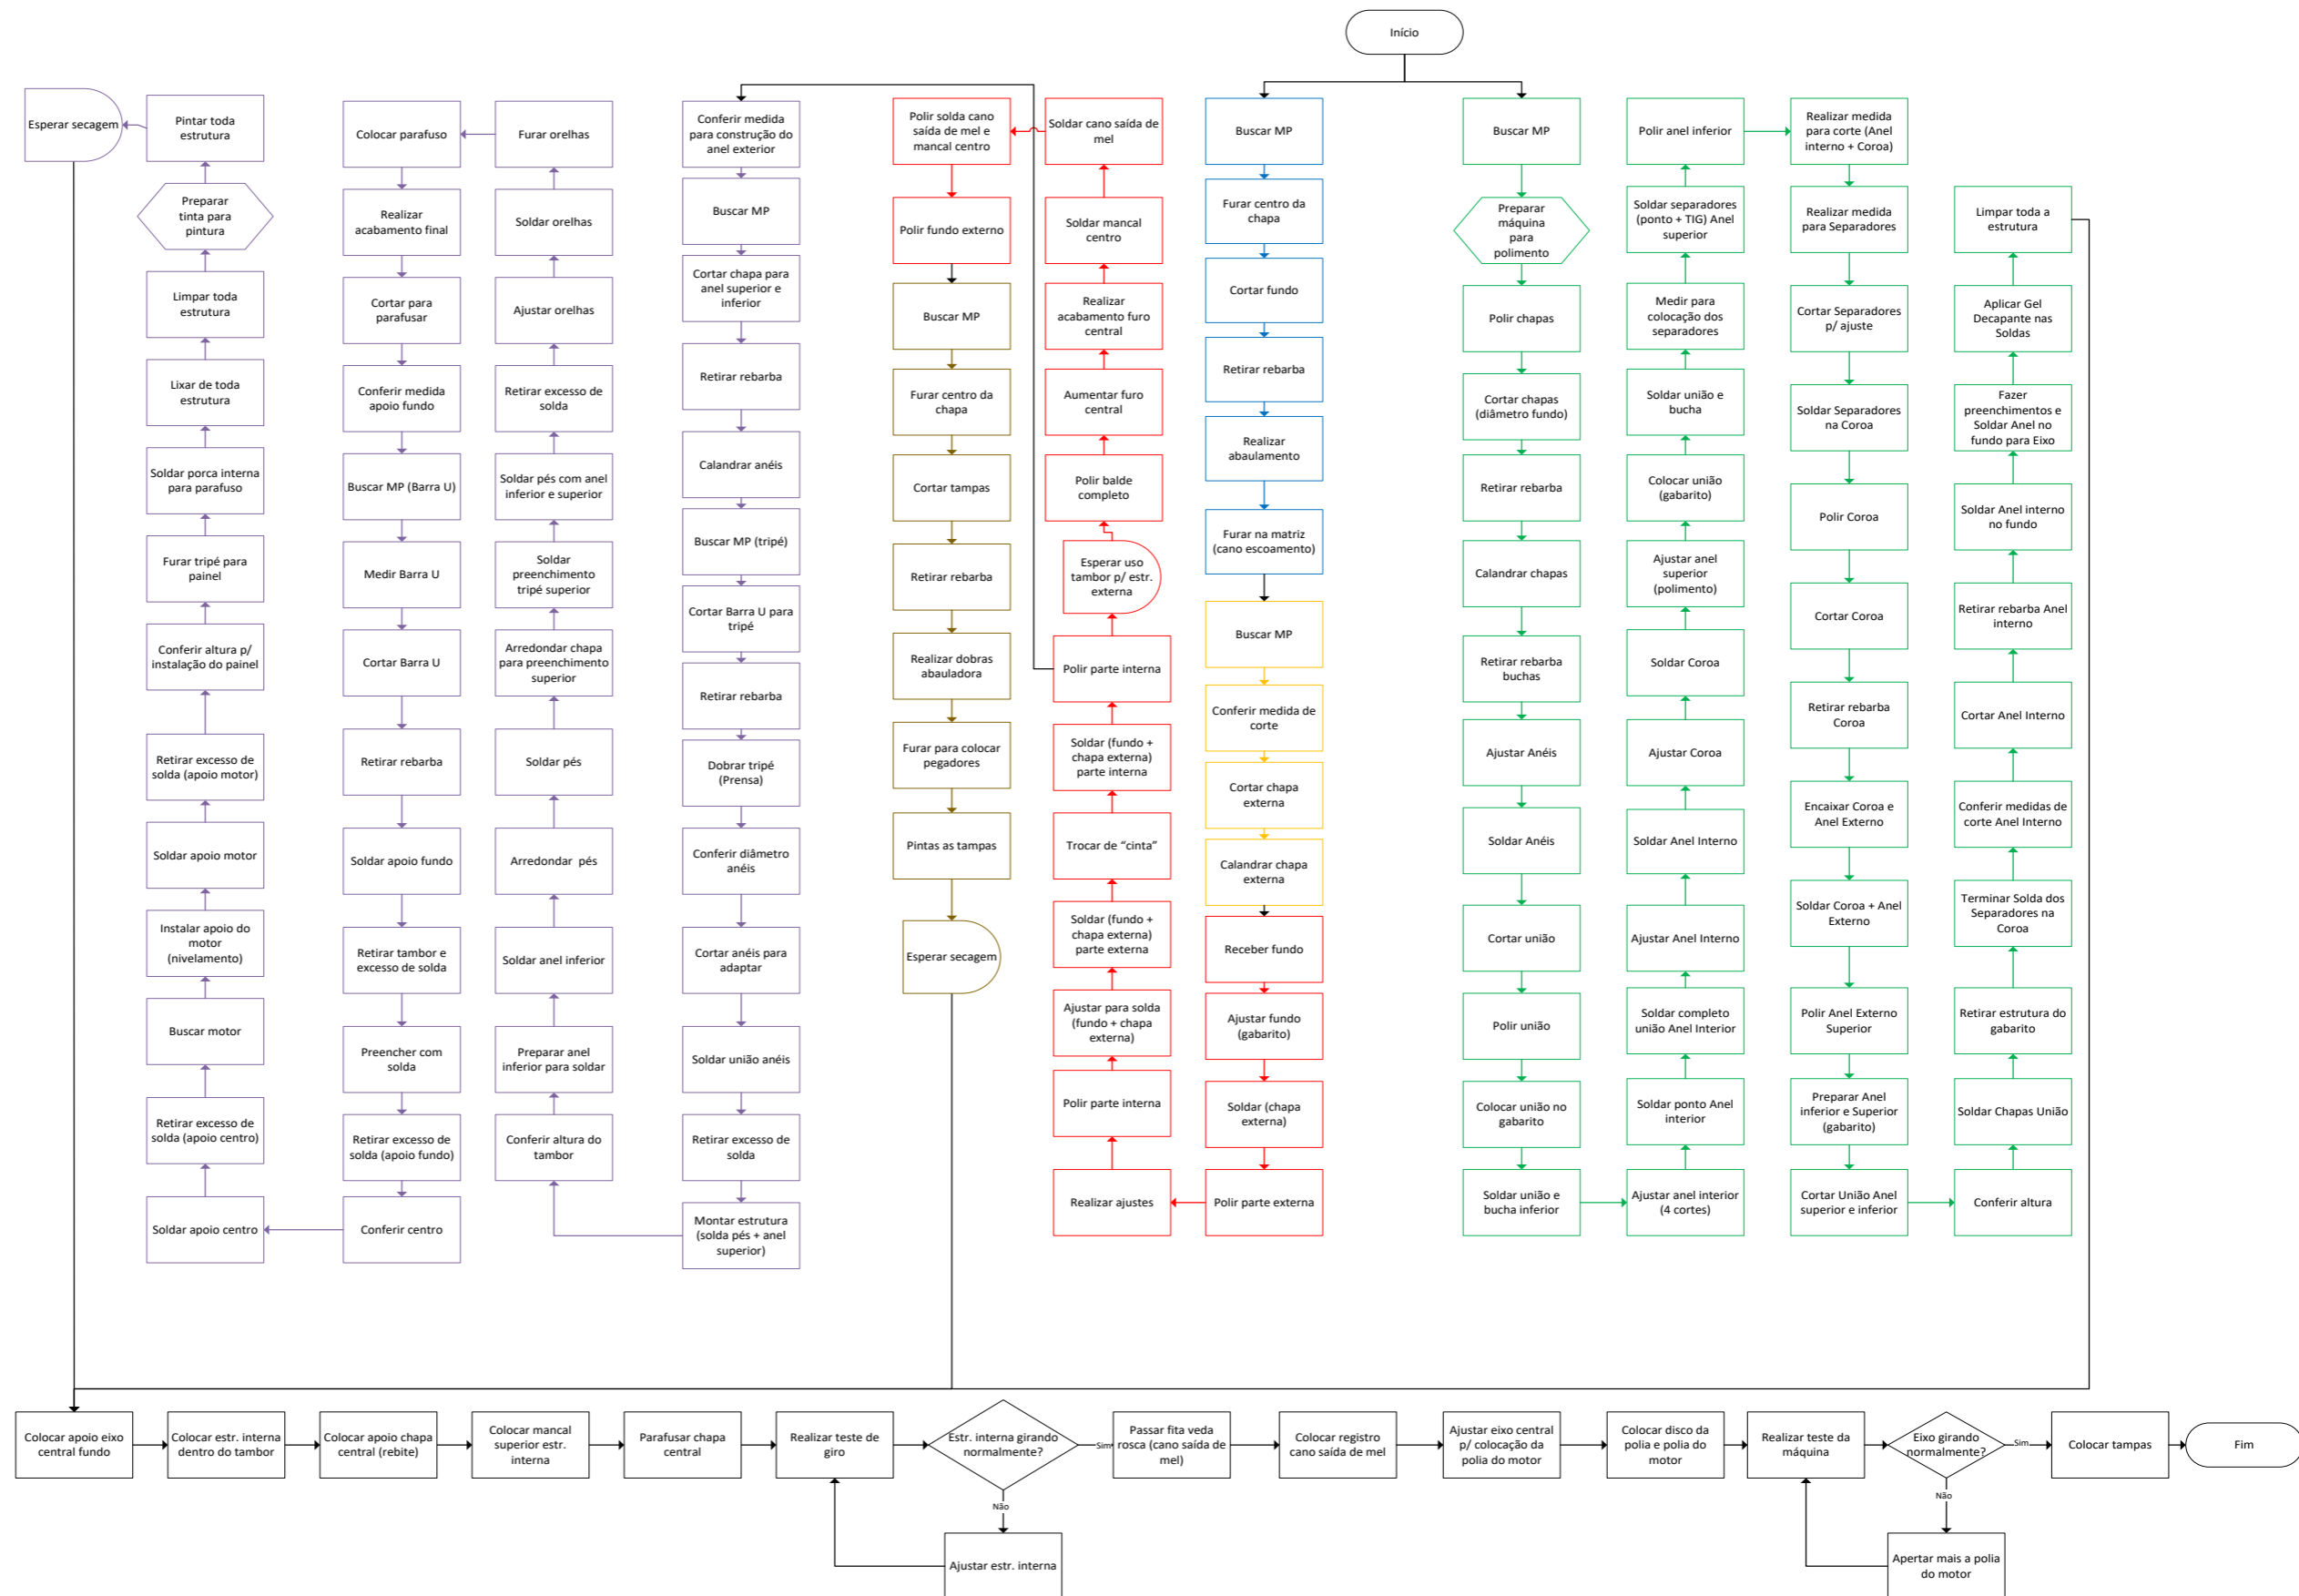 Início
Esperar secagem
Pintar toda
estrutura
Preparar
tinta para
pintura
Limpar toda
estrutura
Lixar de toda
estrutura
Soldar porca interna
para parafuso
Furar tripé para
painel
Conferir altura p/
instalação do painel
Retirar excesso de
solda (apoio motor)
Soldar apoio motor
Instalar apoio do
motor
(nivelamento)
Buscar motor
Retirar excesso de
solda (apoio centro)
Soldar apoio centro
Colocar parafuso
Realizar
acabamento final
Cortar para
parafusar
Conferir medida
apoio fundo
Buscar MP (Barra U)
Medir Barra U
Cortar Barra U
Retirar rebarba
Soldar apoio fundo
Retirar tambor e
excesso de solda
Preencher com
solda
Retirar excesso de
solda (apoio fundo)
Conferir centro
Furar orelhas
Soldar orelhas
Ajustar orelhas
Retirar excesso de
solda
Soldar pés com anel
inferior e superior
Soldar
preenchimento
tripé superior
Arredondar chapa
para preenchimento
superior
Soldar pés
Arredondar pés
Soldar anel inferior
Preparar anel
inferior para soldar
Conferir altura do
tambor
Conferir medida
para construção do
anel exterior
Buscar MP
Cortar chapa para
anel superior e
inferior
Retirar rebarba
Calandrar anéis
Buscar MP (tripé)
Cortar Barra U para
tripé
Retirar rebarba
Dobrar tripé
(Prensa)
Conferir diâmetro
anéis
Cortar anéis para
adaptar
Soldar união anéis
Retirar excesso de
solda
Montar estrutura
(solda pés + anel
superior)
Polir solda cano
saída de mel e
mancal centro
Polir fundo externo
Buscar MP
Furar centro da
chapa
Cortar tampas
Retirar rebarba
Realizar dobras
abauladora
Furar para colocar
pegadores
Pintas as tampas
Esperar secagem
Soldar cano saída de
mel
Soldar mancal
centro
Realizar
acabamento furo
central
Aumentar furo
central
Polir balde
completo
Esperar uso
tambor p/ estr.
externa
Polir parte interna
Soldar (fundo +
chapa externa)
parte interna
Trocar de “cinta”
Soldar (fundo +
chapa externa)
parte externa
Ajustar para solda
(fundo + chapa
externa)
Polir parte interna
Realizar ajustes
Buscar MP
Furar centro da
chapa
Cortar fundo
Retirar rebarba
Realizar
abaulamento
Furar na matriz
(cano escoamento)
Buscar MP
Conferir medida de
corte
Cortar chapa
externa
Calandrar chapa
externa
Receber fundo
Ajustar fundo
(gabarito)
Soldar (chapa
externa)
Polir parte externa
Buscar MP
Preparar
máquina
para
polimento
Polir chapas
Cortar chapas
(diâmetro fundo)
Retirar rebarba
Calandrar chapas
Retirar rebarba
buchas
Ajustar Anéis
Soldar Anéis
Cortar união
Polir união
Colocar união no
gabarito
Soldar união e
bucha inferior
Polir anel inferior
Soldar separadores
(ponto + TIG) Anel
superior
Medir para
colocação dos
separadores
Soldar união e
bucha
Colocar união
(gabarito)
Ajustar anel
superior
(polimento)
Soldar Coroa
Ajustar Coroa
Soldar Anel Interno
Ajustar Anel Interno
Soldar completo
união Anel Interior
Soldar ponto Anel
interior
Ajustar anel interior
(4 cortes)
Realizar medida
para corte (Anel
interno + Coroa)
Realizar medida
para Separadores
Cortar Separadores
p/ ajuste
Soldar Separadores
na Coroa
Polir Coroa
Cortar Coroa
Retirar rebarba
Coroa
Encaixar Coroa e
Anel Externo
Soldar Coroa + Anel
Externo
Polir Anel Externo
Superior
Preparar Anel
inferior e Superior
(gabarito)
Cortar União Anel
superior e inferior
Limpar toda a
estrutura
Aplicar Gel
Decapante nas
Soldas
Fazer
preenchimentos e
Soldar Anel no
fundo para Eixo
Soldar Anel interno
no fundo
Retirar rebarba Anel
interno
Cortar Anel Interno
Conferir medidas de
corte Anel Interno
Terminar Solda dos
Separadores na
Coroa
Retirar estrutura do
gabarito
Soldar Chapas União
Conferir altura
Colocar apoio eixo
central fundo
Colocar estr. interna
dentro do tambor
Colocar apoio chapa
central (rebite)
Colocar mancal
superior estr.
interna
Parafusar chapa
central
Realizar teste de
giro
Estr. interna girando
normalmente?
Sim
Não
Ajustar estr. interna
Passar fita veda
rosca (cano saída de
mel)
Colocar registro
cano saída de mel
Ajustar eixo central
p/ colocação da
polia do motor
Colocar disco da
polia e polia do
motor
Realizar teste da
máquina
Eixo girando
normalmente?
Sim
Não
Apertar mais a polia
do motor
Colocar tampas
Fim